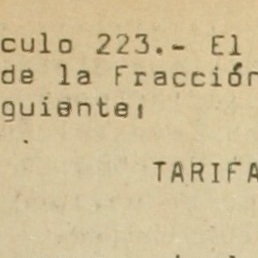 culo 223.- El
de la Fracción
guiente:
TARIFA